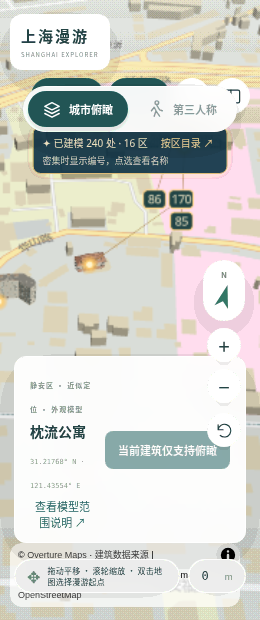 上海漫游
SHANGHAI EXPLORER
城市俯瞰
第三人称
✦ 已建模 240 处 · 16 区 按区目录 ↗
密集时显示编号，点选查看名称
86
170
85
N
+
−
静安区 · 近似定
位 · 外观模型
枕流公寓
31.21760° N ·
121.43554° E
当前建筑仅支持俯瞰
查看模型范
围说明 ↗
© Overture Maps · 建筑数据来源 |
拖动平移 · 滚轮缩放 · 双击地
图选择漫游起点
m
0 m
OpenStreetMap